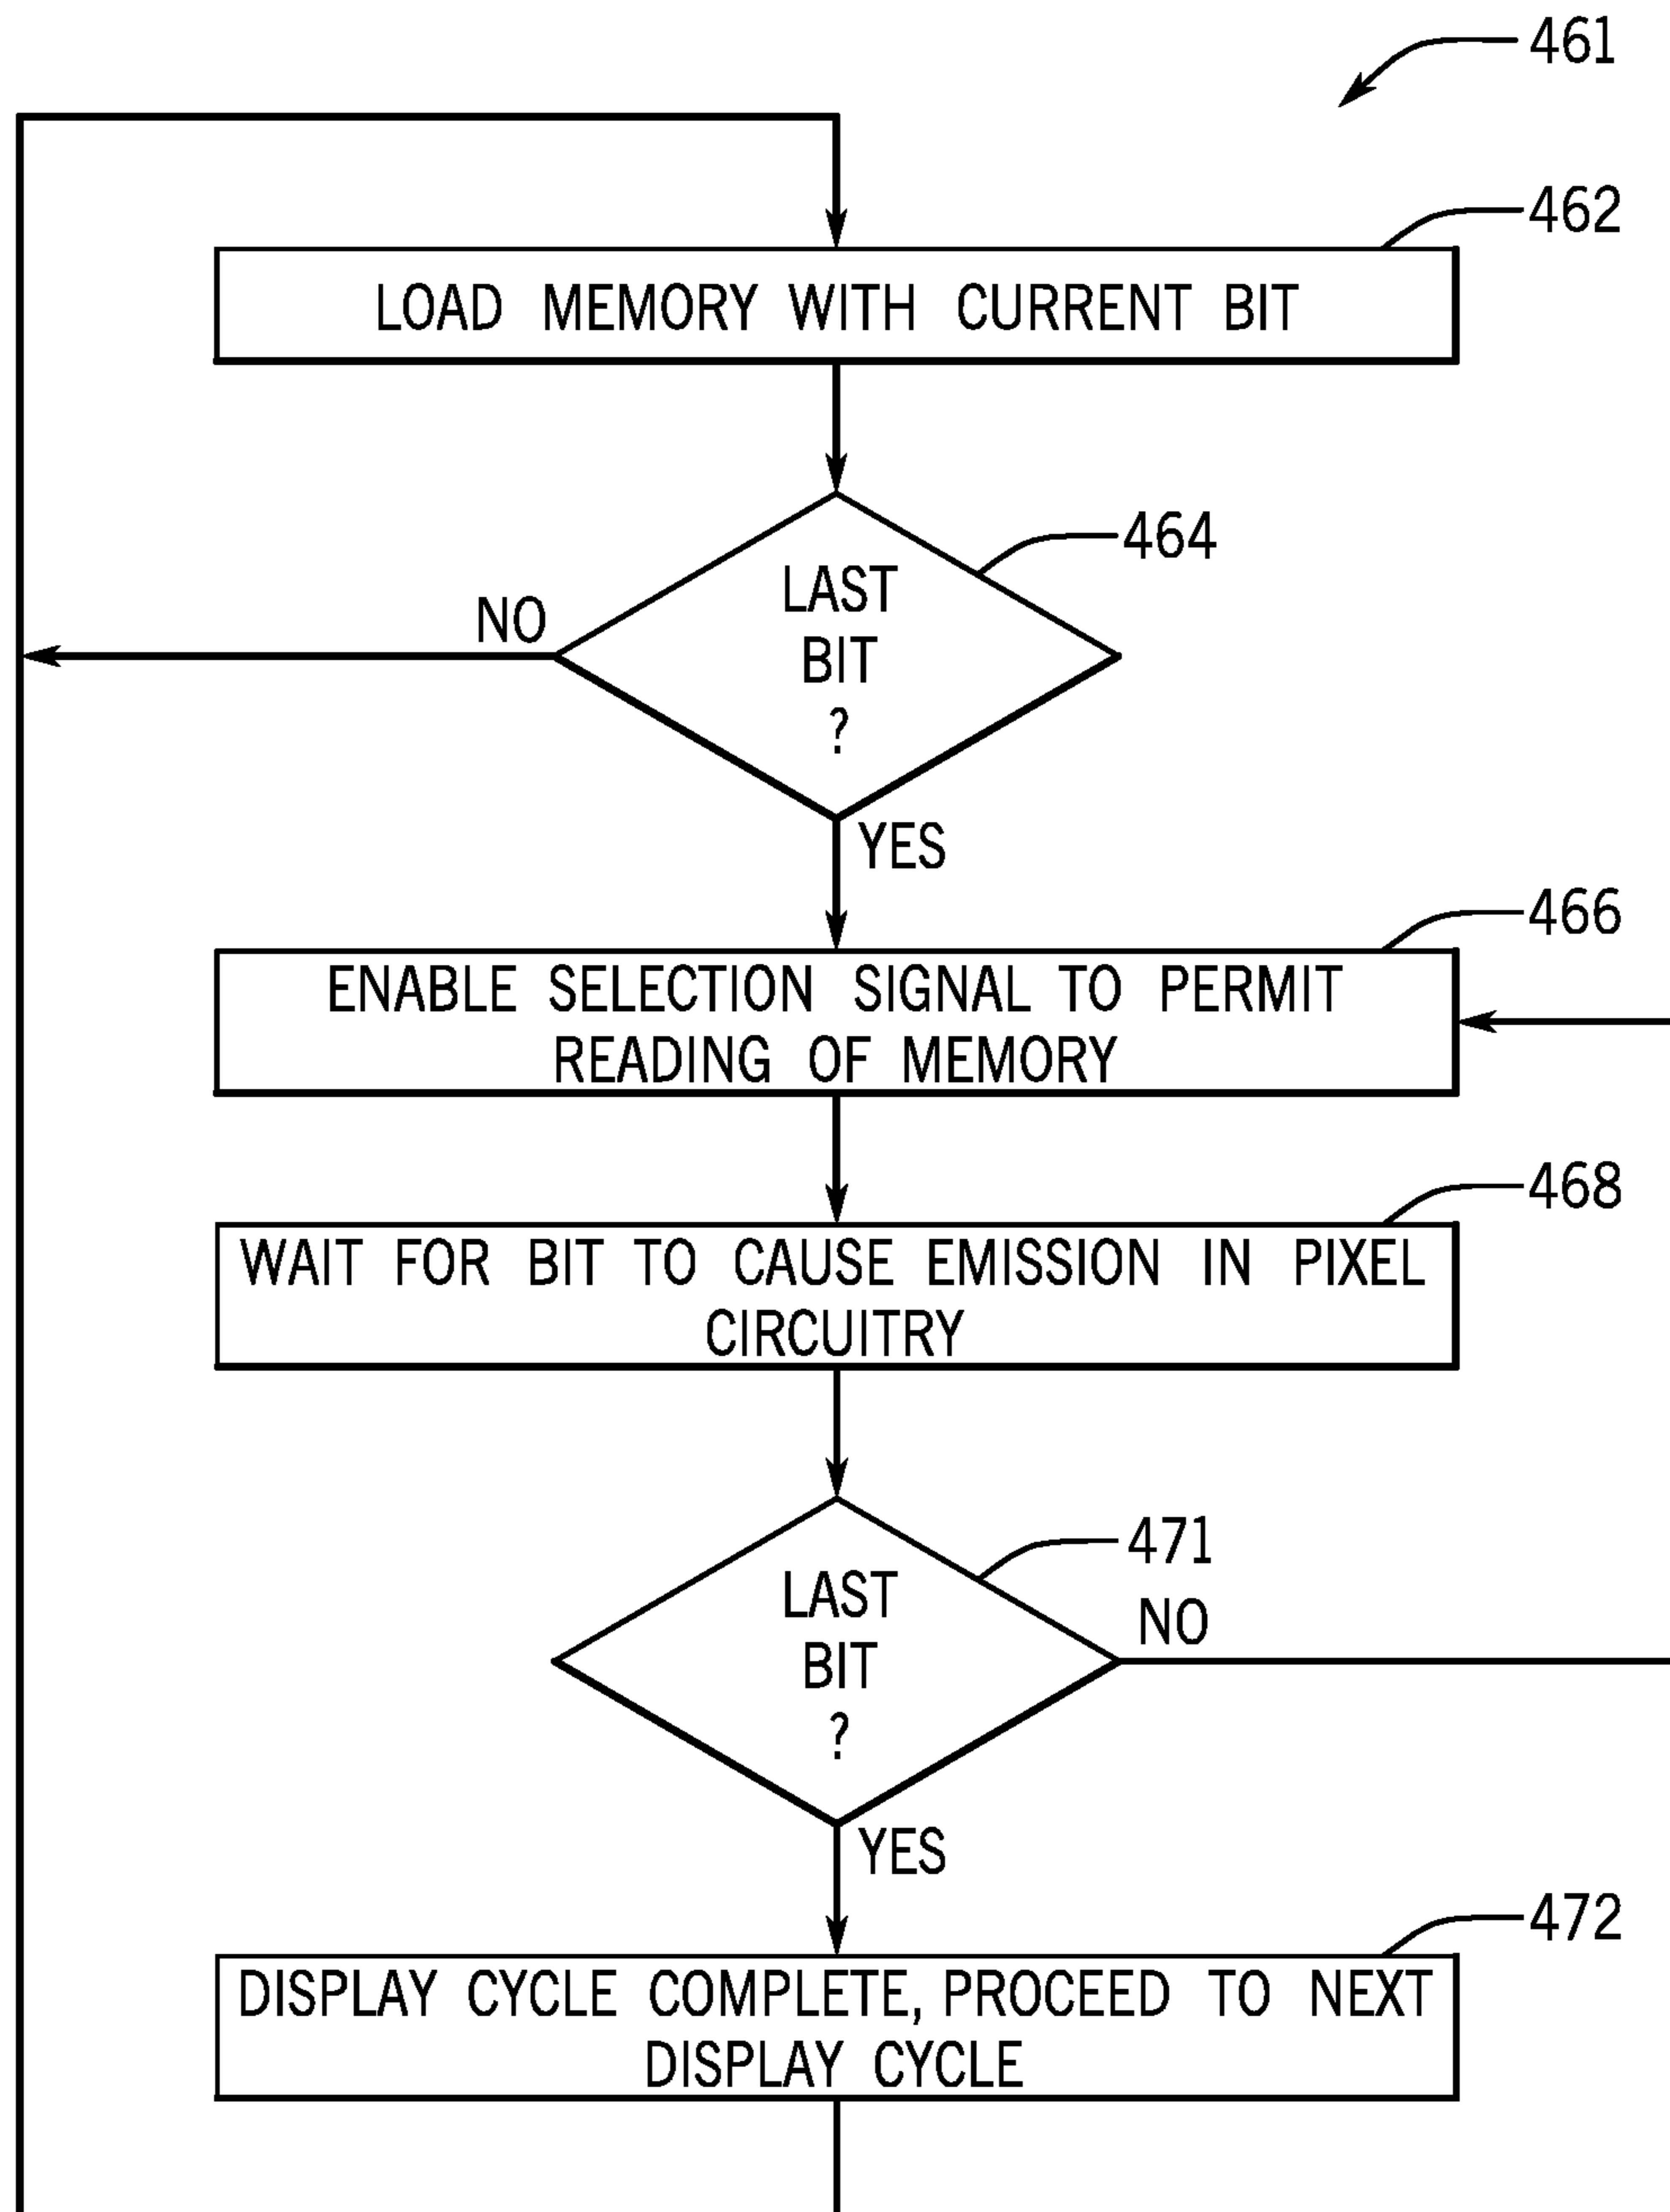 461
462
LOAD MEMORY WITH CURRENT BIT
464
LAST
BIT
?
NO
YES
466
ENABLE SELECTION SIGNAL TO PERMIT
READING OF MEMORY
468
WAIT FOR BIT TO CAUSE EMISSION IN PIXEL
CIRCUITRY
471
LAST
BIT
?
NO
YES
472
DISPLAY CYCLE COMPLETE, PROCEED TO NEXT
DISPLAY CYCLE